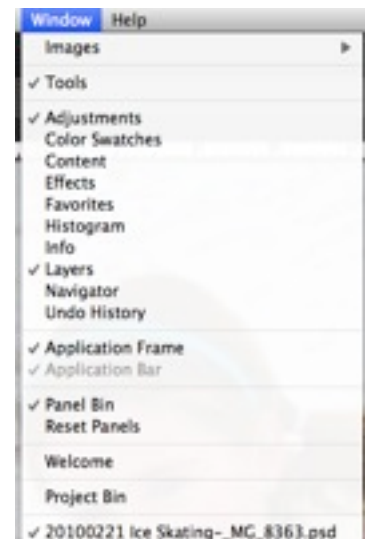 Window Help
Images
✓ Tools
✓ Adjustments
Color Swatches
Content
Effects
Favorites
Histogram
Info
✓ Layers
Navigator
Undo History
✓ Application Frame
✓ Application Bar
✓ Panel Bin
Reset Panels
Welcome
Project Bin
✓ 20100221 Ice Skating-_MG_8363.psd